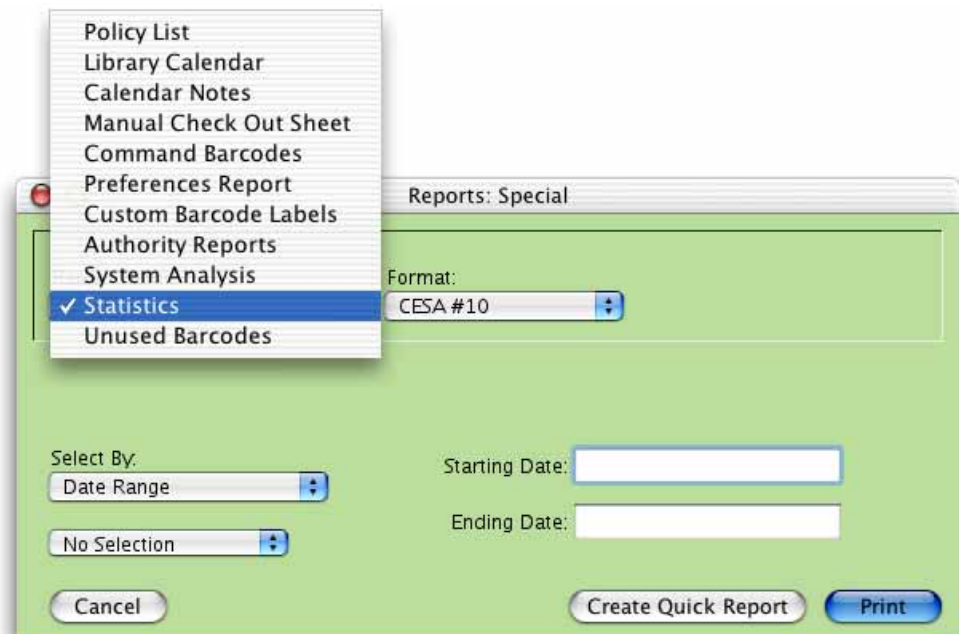 Policy List
Library Calendar
Calendar Notes
Manual Check Out Sheet
Command Barcodes
Preferences Report
Reports: Special
Custom Barcode Labels
Authority Reports
System Analysis
Format:
✓ Statistics
CESA #10
Unused Barcodes
Select By:
Starting Date:
Date Range
Ending Date:
No Selection
Cancel
Create Quick Report
Print